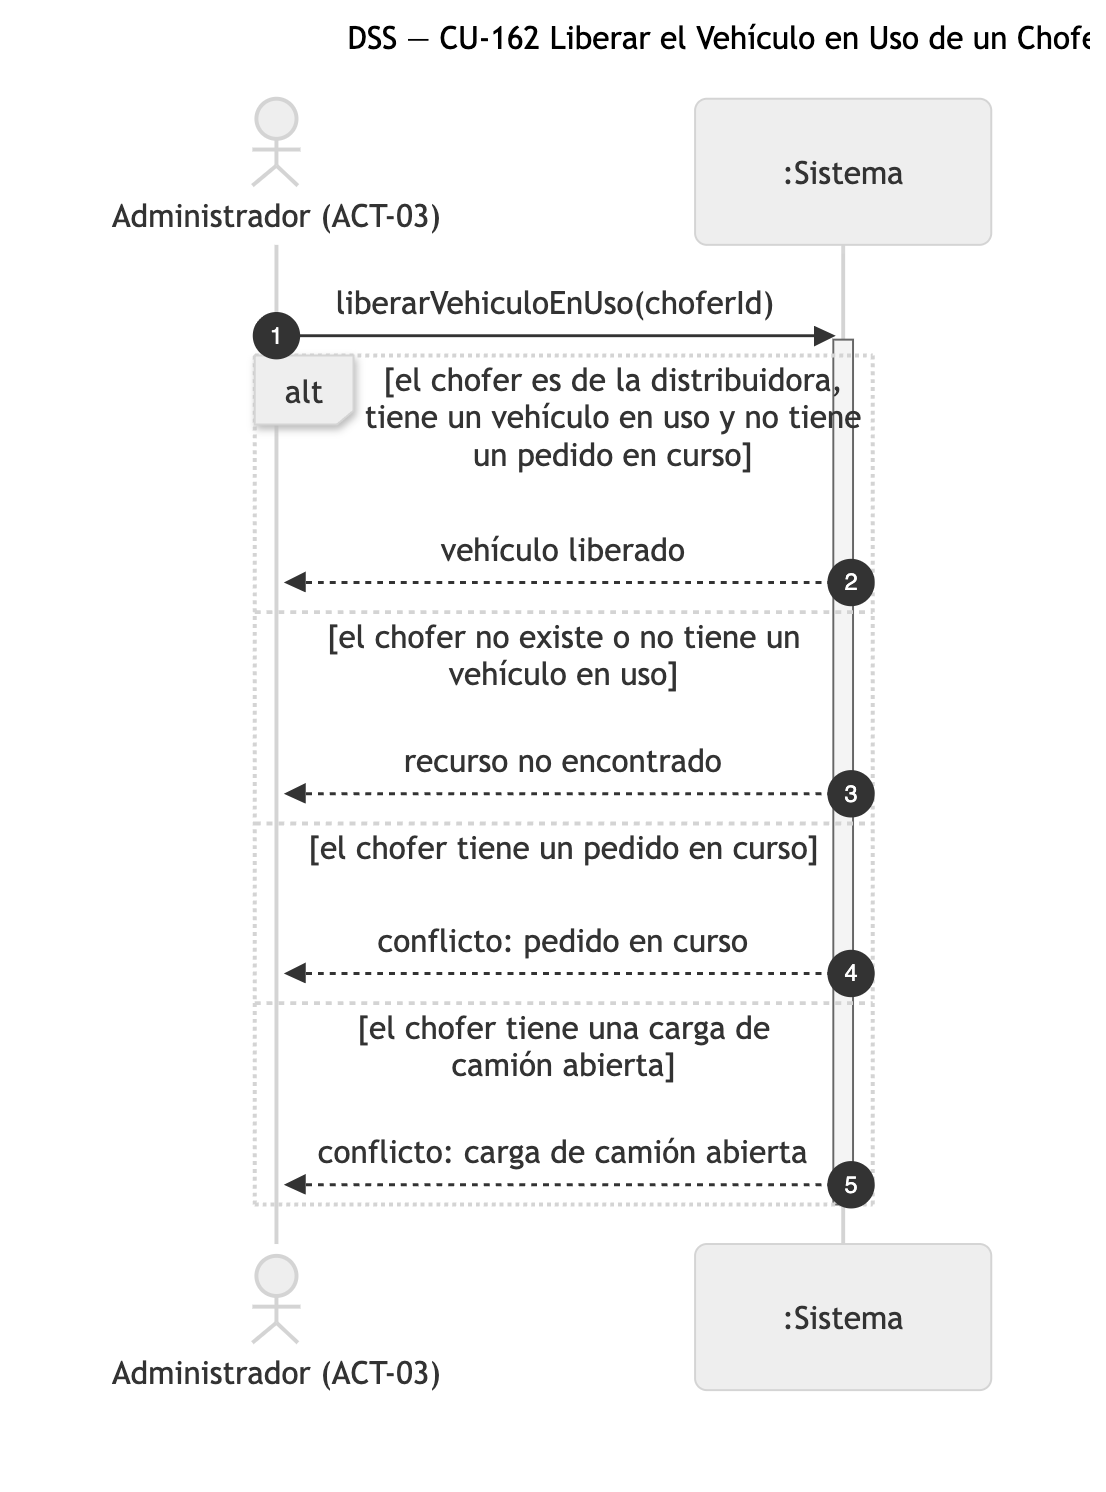 DSS — CU-162 Liberar el Vehículo en Uso de un Chofe
Administrador (ACT-03)
:Sistema
liberarVehiculoEnUso(choferId)
1
alt
[el chofer es de la distribuidora,
tiene un vehículo en uso y no tiene
un pedido en curso]
vehículo liberado
2
[el chofer no existe o no tiene un
vehículo en uso]
recurso no encontrado
3
[el chofer tiene un pedido en curso]
conflicto: pedido en curso
4
[el chofer tiene una carga de
camión abierta]
conflicto: carga de camión abierta
5
Administrador (ACT-03)
:Sistema